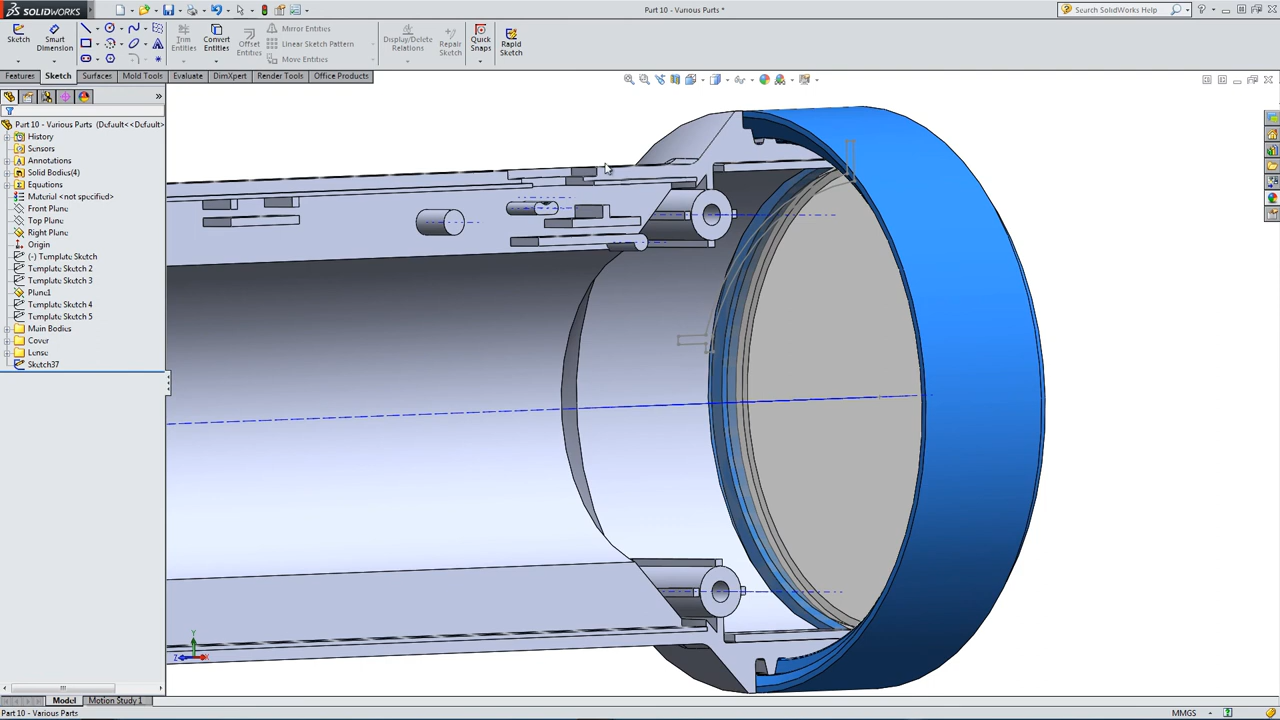 SOLIDWORKS
Part 10 - Various Parts *
Search SolidWorks Help
Sketch
Smart Dimension
Trim Entities
Convert Entities
Offset Entities
Mirror Entities
Linear Sketch Pattern
Move Entities
Display/Delete Relations
Repair Sketch
Quick Snaps
Rapid Sketch
Features
Sketch
Surfaces
Mold Tools
Evaluate
DimXpert
Render Tools
Office Products
Part 10 - Various Parts (Default<<Default>
History
Sensors
Annotations
Solid Bodies(4)
Equations
Material <not specified>
Front Plane
Top Plane
Right Plane
Origin
(-) Template Sketch
Template Sketch 2
Template Sketch 3
Plane1
Template Sketch 4
Template Sketch 5
Main Bodies
Cover
Lense
Sketch37
Y
Z
X
Model
Motion Study 1
Part 10 - Various Parts
MMGS